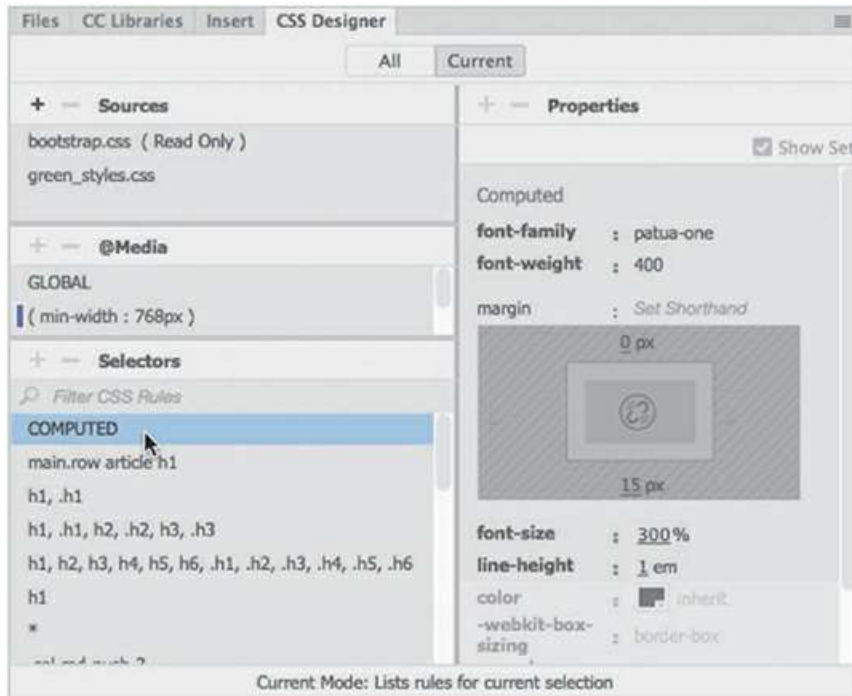 Files CC Libraries Insert CSS Designer
All Current
+ − Sources
bootstrap.css ( Read Only )
green_styles.css
+ − @Media
GLOBAL
( min-width : 768px )
+ − Selectors
Filter CSS Rules
COMPUTED
main.row article h1
h1, .h1
h1, .h1, h2, .h2, h3, .h3
h1, h2, h3, h4, h5, h6, .h1, .h2, .h3, .h4, .h5, .h6
h1
*
+ − Properties
Show Set
Computed
font-family : patua-one
font-weight : 400
margin : Set Shorthand
0 px
15 px
font-size : 300%
line-height : 1 em
color : inherit
-webkit-box-
sizing : border-box
Current Mode: Lists rules for current selection